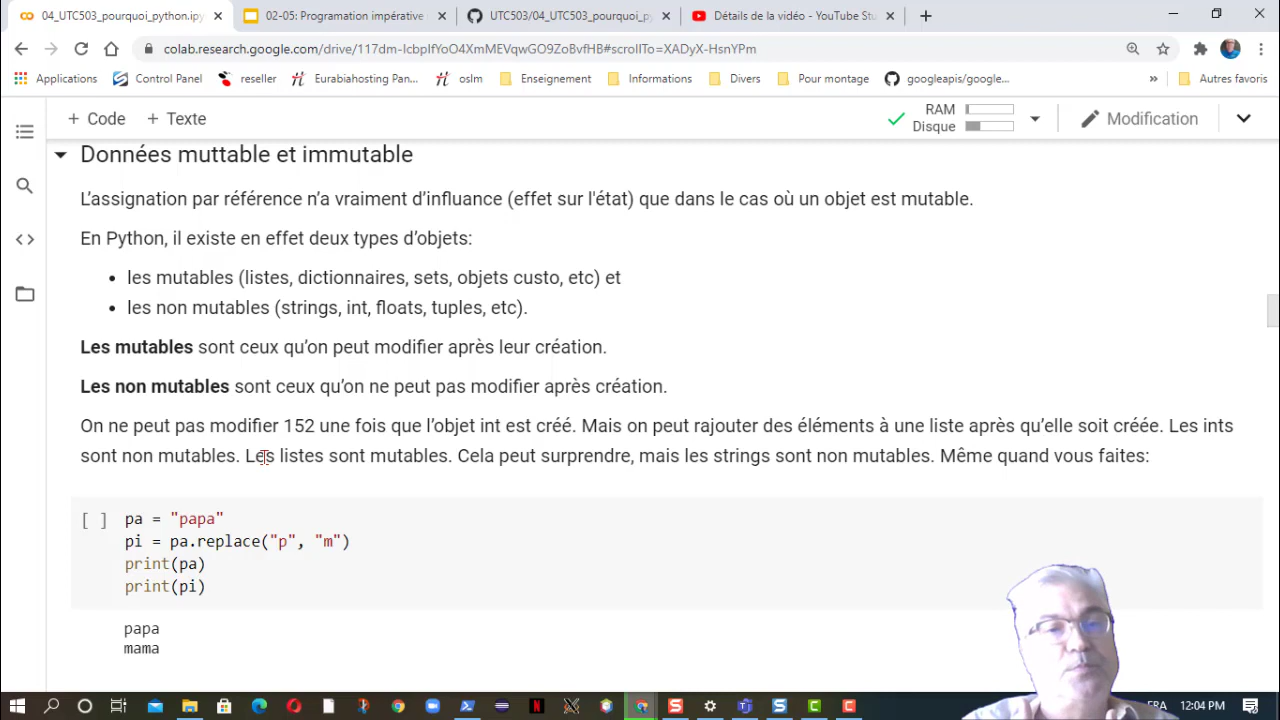 04_UTC503_pourquoi_python.ipyn
02-05: Programation impérative
UTC503/04_UTC503_pourquoi_py
Détails de la vidéo - YouTube Stu
colab.research.google.com/drive/117dm-IcbpIfYoO4XmMEVqwGO9ZoBvfHB#scrollTo=XADyX-HsnYPm
Applications
Control Panel
reseller
Eurabiahosting Pan...
oslm
Enseignement
Informations
Divers
Pour montage
googleapis/google...
»
Autres favoris
+ Code
+ Texte
RAM
Disque
Modification
Données muttable et immutable
L'assignation par référence n'a vraiment d'influance (effet sur l'état) que dans le cas où un objet est mutable.
En Python, il existe en effet deux types d'objets:
• les mutables (listes, dictionnaires, sets, objets custo, etc) et
• les non mutables (strings, int, floats, tuples, etc).
Les mutables sont ceux qu'on peut modifier après leur création.
Les non mutables sont ceux qu'on ne peut pas modifier après création.
On ne peut pas modifier 152 une fois que l'objet int est créé. Mais on peut rajouter des éléments à une liste après qu'elle soit créée. Les ints
sont non mutables. Les listes sont mutables. Cela peut surprendre, mais les strings sont non mutables. Même quand vous faites:
[ ] pa = "papa"
pi = pa.replace("p", "m")
print(pa)
print(pi)
papa
mama
FRA
12:04 PM